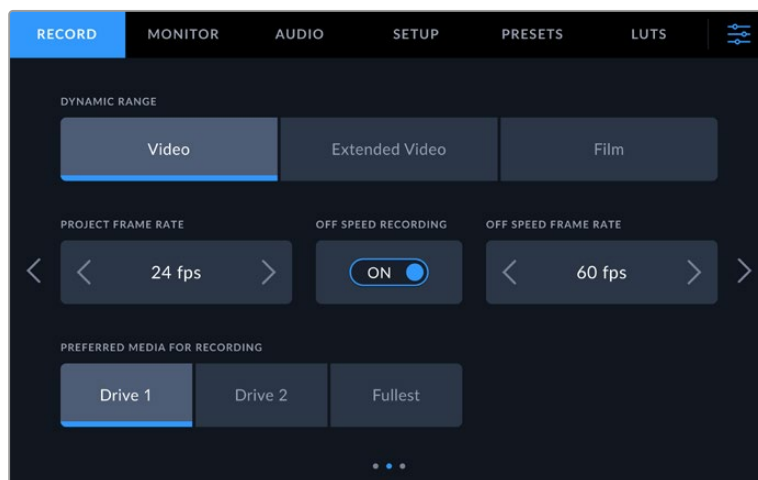 RECORD MONITOR AUDIO SETUP PRESETS LUTS
DYNAMIC RANGE
Video Extended Video Film
PROJECT FRAME RATE OFF SPEED RECORDING OFF SPEED FRAME RATE
24 fps ON 60 fps
PREFERRED MEDIA FOR RECORDING
Drive 1 Drive 2 Fullest